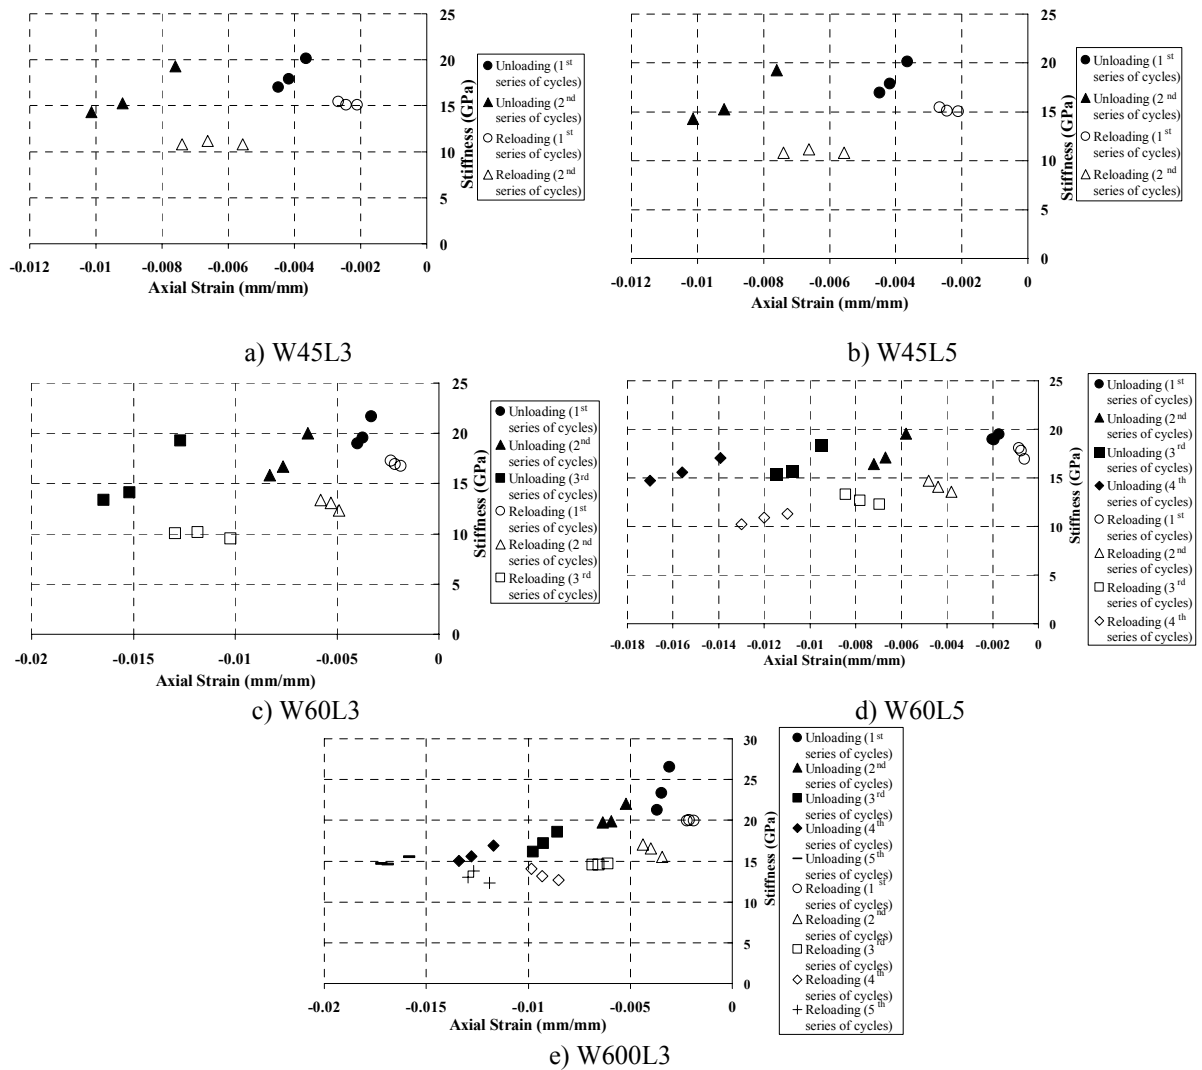 25
20
15
10
5
0
Stiffness (GPa)
-0.012 -0.01 -0.008 -0.006 -0.004 -0.002 0
Axial Strain (mm/mm)
Unloading (1st
series of cycles)
Unloading (2nd
series of cycles)
Reloading (1st
series of cycles)
Reloading (2nd
series of cycles)
a) W45L3
25
20
15
10
5
0
Stiffness (GPa)
-0.012 -0.01 -0.008 -0.006 -0.004 -0.002 0
Axial Strain (mm/mm)
Unloading (1st
series of cycles)
Unloading (2nd
series of cycles)
Reloading (1st
series of cycles)
Reloading (2nd
series of cycles)
b) W45L5
25
20
15
10
5
0
Stiffness (GPa)
-0.02 -0.015 -0.01 -0.005 0
Axial Strain (mm/mm)
Unloading (1st
series of cycles)
Unloading (2nd
series of cycles)
Unloading (3rd
series of cycles)
Reloading (1st
series of cycles)
Reloading (2nd
series of cycles)
Reloading (3rd
series of cycles)
c) W60L3
25
20
15
10
5
0
Stiffness (GPa)
-0.018 -0.016 -0.014 -0.012 -0.01 -0.008 -0.006 -0.004 -0.002 0
Axial Strain(mm/mm)
Unloading (1st
series of cycles)
Unloading (2nd
series of cycles)
Unloading (3rd
series of cycles)
Unloading (4th
series of cycles)
Reloading (1st
series of cycles)
Reloading (2nd
series of cycles)
Reloading (3rd
series of cycles)
Reloading (4th
series of cycles)
d) W60L5
30
25
20
15
10
5
0
Stiffness (GPa)
-0.02 -0.015 -0.01 -0.005 0
Axial Strain (mm/mm)
Unloading (1st
series of cycles)
Unloading (2nd
series of cycles)
Unloading (3rd
series of cycles)
Unloading (4th
series of cycles)
Unloading (5th
series of cycles)
Reloading (1st
series of cycles)
Reloading (2nd
series of cycles)
Reloading (3rd
series of cycles)
Reloading (4th
series of cycles)
Reloading (5th
series of cycles)
e) W600L3